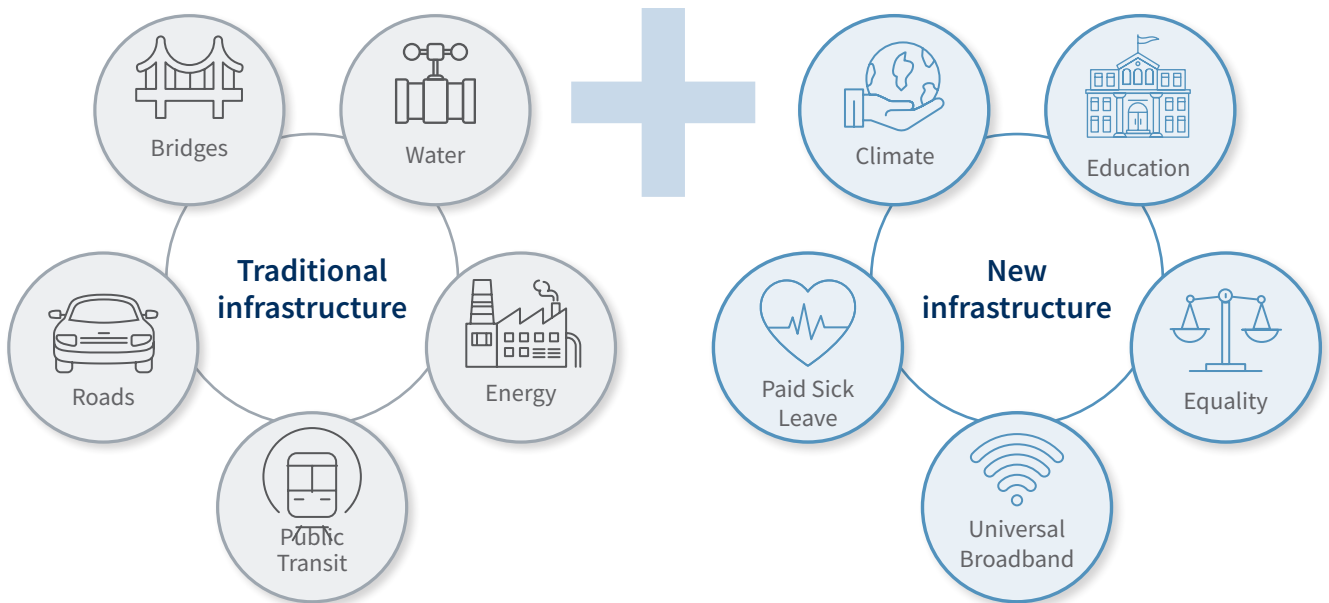 Bridges
Water
Traditional
infrastructure
Roads
Energy
Public
Transit
Climate
Education
New
infrastructure
Paid Sick
Leave
Equality
Universal
Broadband